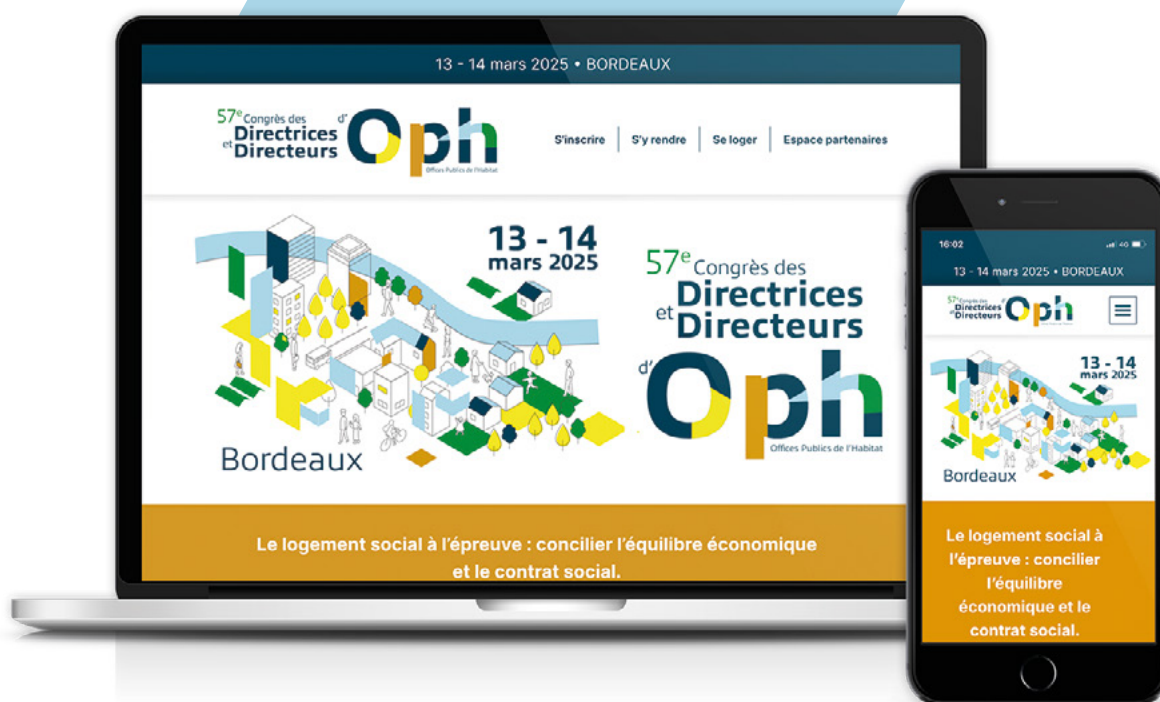 13 - 14 mars 2025 • BORDEAUX
57e Congrès des
Directrices
et Directeurs
d'Oph
Offices Publics de l'Habitat
S'inscrire
S'y rendre
Se loger
Espace partenaires
13 - 14
mars 2025
Bordeaux
57e Congrès des
Directrices
et Directeurs
d'Oph
Offices Publics de l'Habitat
Le logement social à l'épreuve : concilier l'équilibre économique
et le contrat social.
16:02
4G
13 - 14 mars 2025 • BORDEAUX
57e Congrès des
Directrices
et Directeurs
d'Oph
13 - 14
mars 2025
Bordeaux
Le logement social à
l'épreuve : concilier
l'équilibre
économique et le
contrat social.